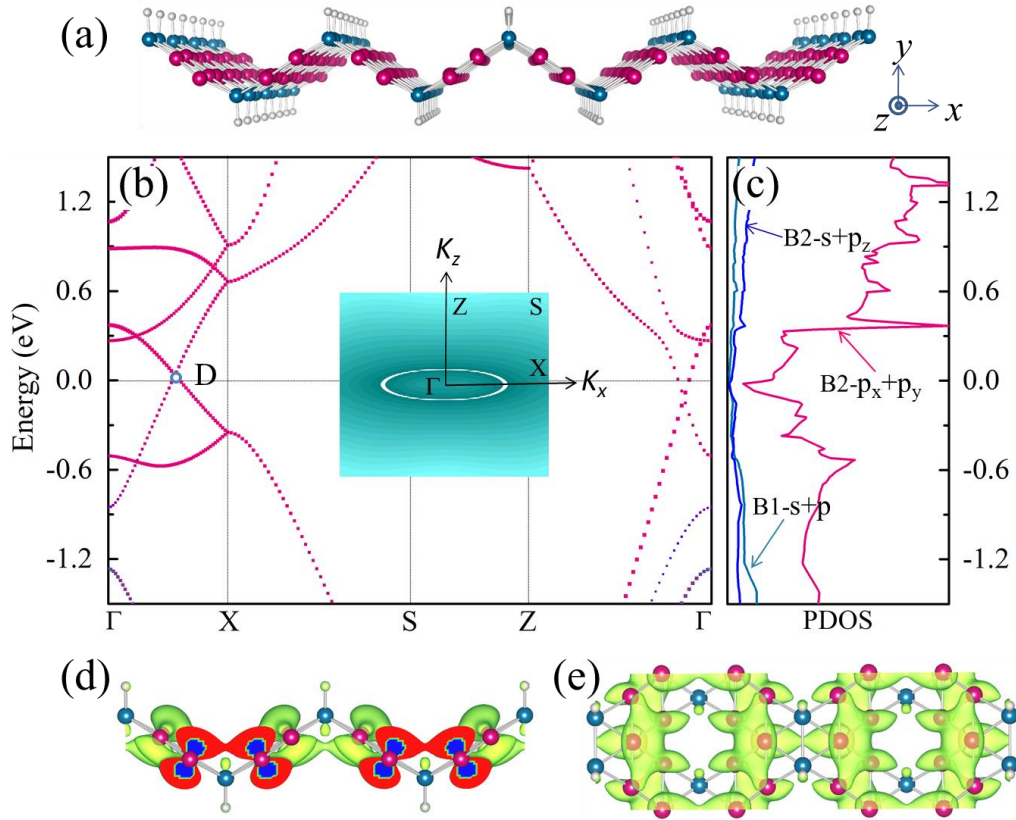 (a)
y
z
x
(b)
(c)
1.2
0.6
0.0
-0.6
-1.2
Energy (eV)
D
Kz
Z
S
X
Γ
Kx
B2-s+pz
B2-px+py
B1-s+p
1.2
0.6
0.0
-0.6
-1.2
Γ
X
S
Z
Γ
PDOS
(d)
(e)